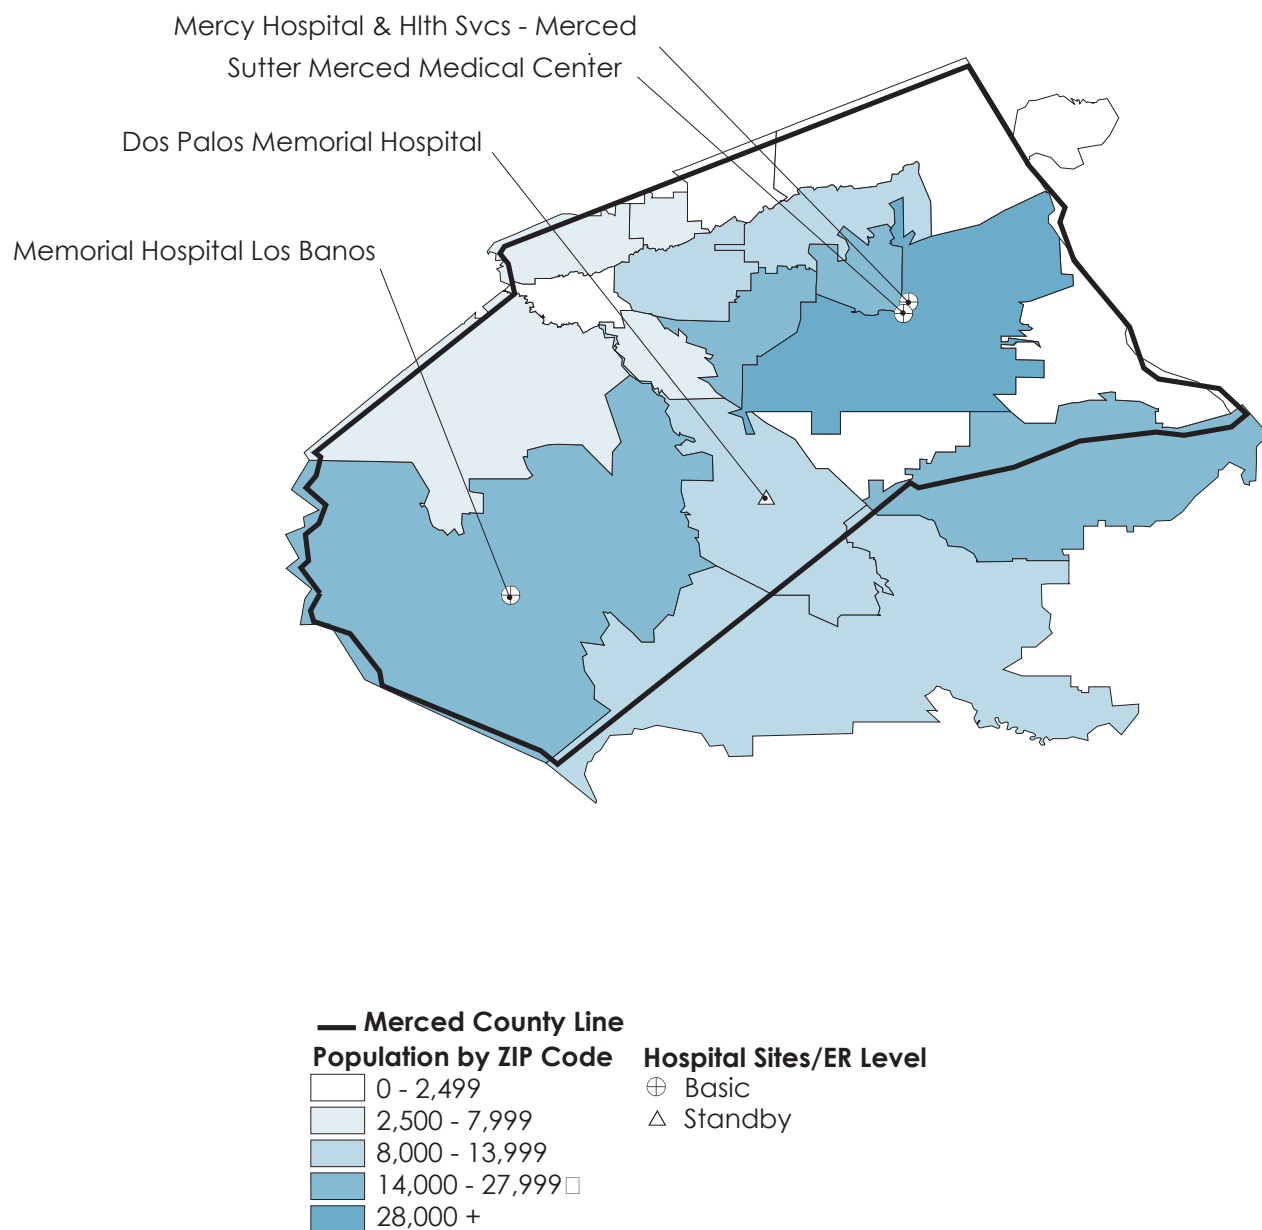 Mercy Hospital & Hlth Svcs - Merced
Sutter Merced Medical Center
Dos Palos Memorial Hospital
Memorial Hospital Los Banos
Merced County Line
Population by ZIP Code
0 - 2,499
2,500 - 7,999
8,000 - 13,999
14,000 - 27,999
28,000 +
Hospital Sites/ER Level
Basic
Standby